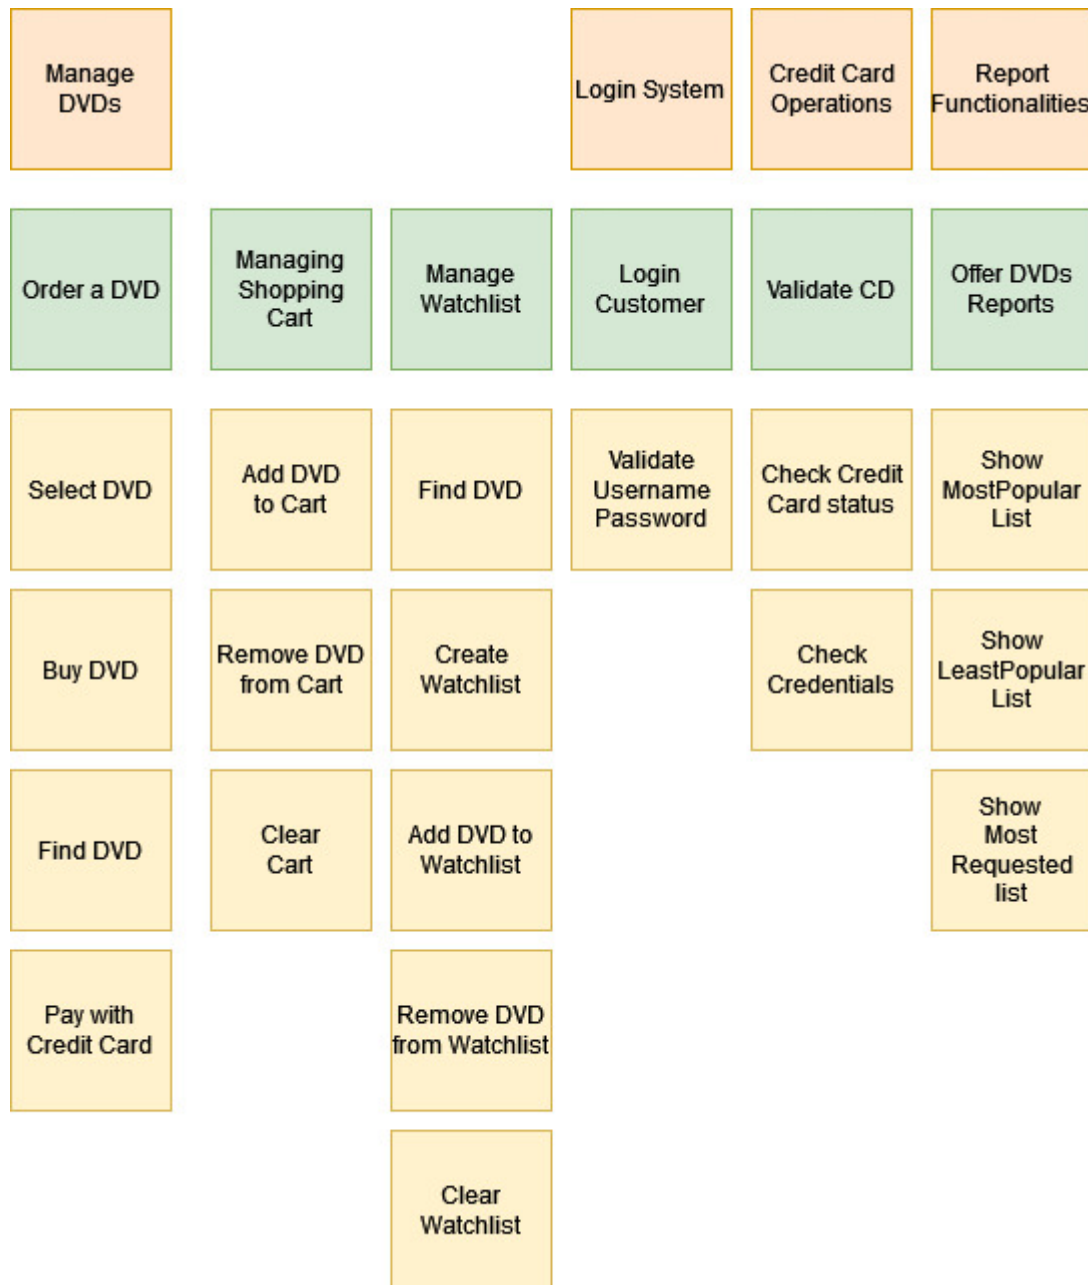 Manage
DVDs
Login System
Credit Card
Operations
Report
Functionalities
Order a DVD
Managing
Shopping
Cart
Manage
Watchlist
Login
Customer
Validate CD
Offer DVDs
Reports
Select DVD
Add DVD
to Cart
Find DVD
Validate
Username
Password
Check Credit
Card status
Show
MostPopular
List
Buy DVD
Remove DVD
from Cart
Create
Watchlist
Check
Credentials
Show
LeastPopular
List
Find DVD
Clear
Cart
Add DVD to
Watchlist
Show
Most
Requested
list
Pay with
Credit Card
Remove DVD
from Watchlist
Clear
Watchlist